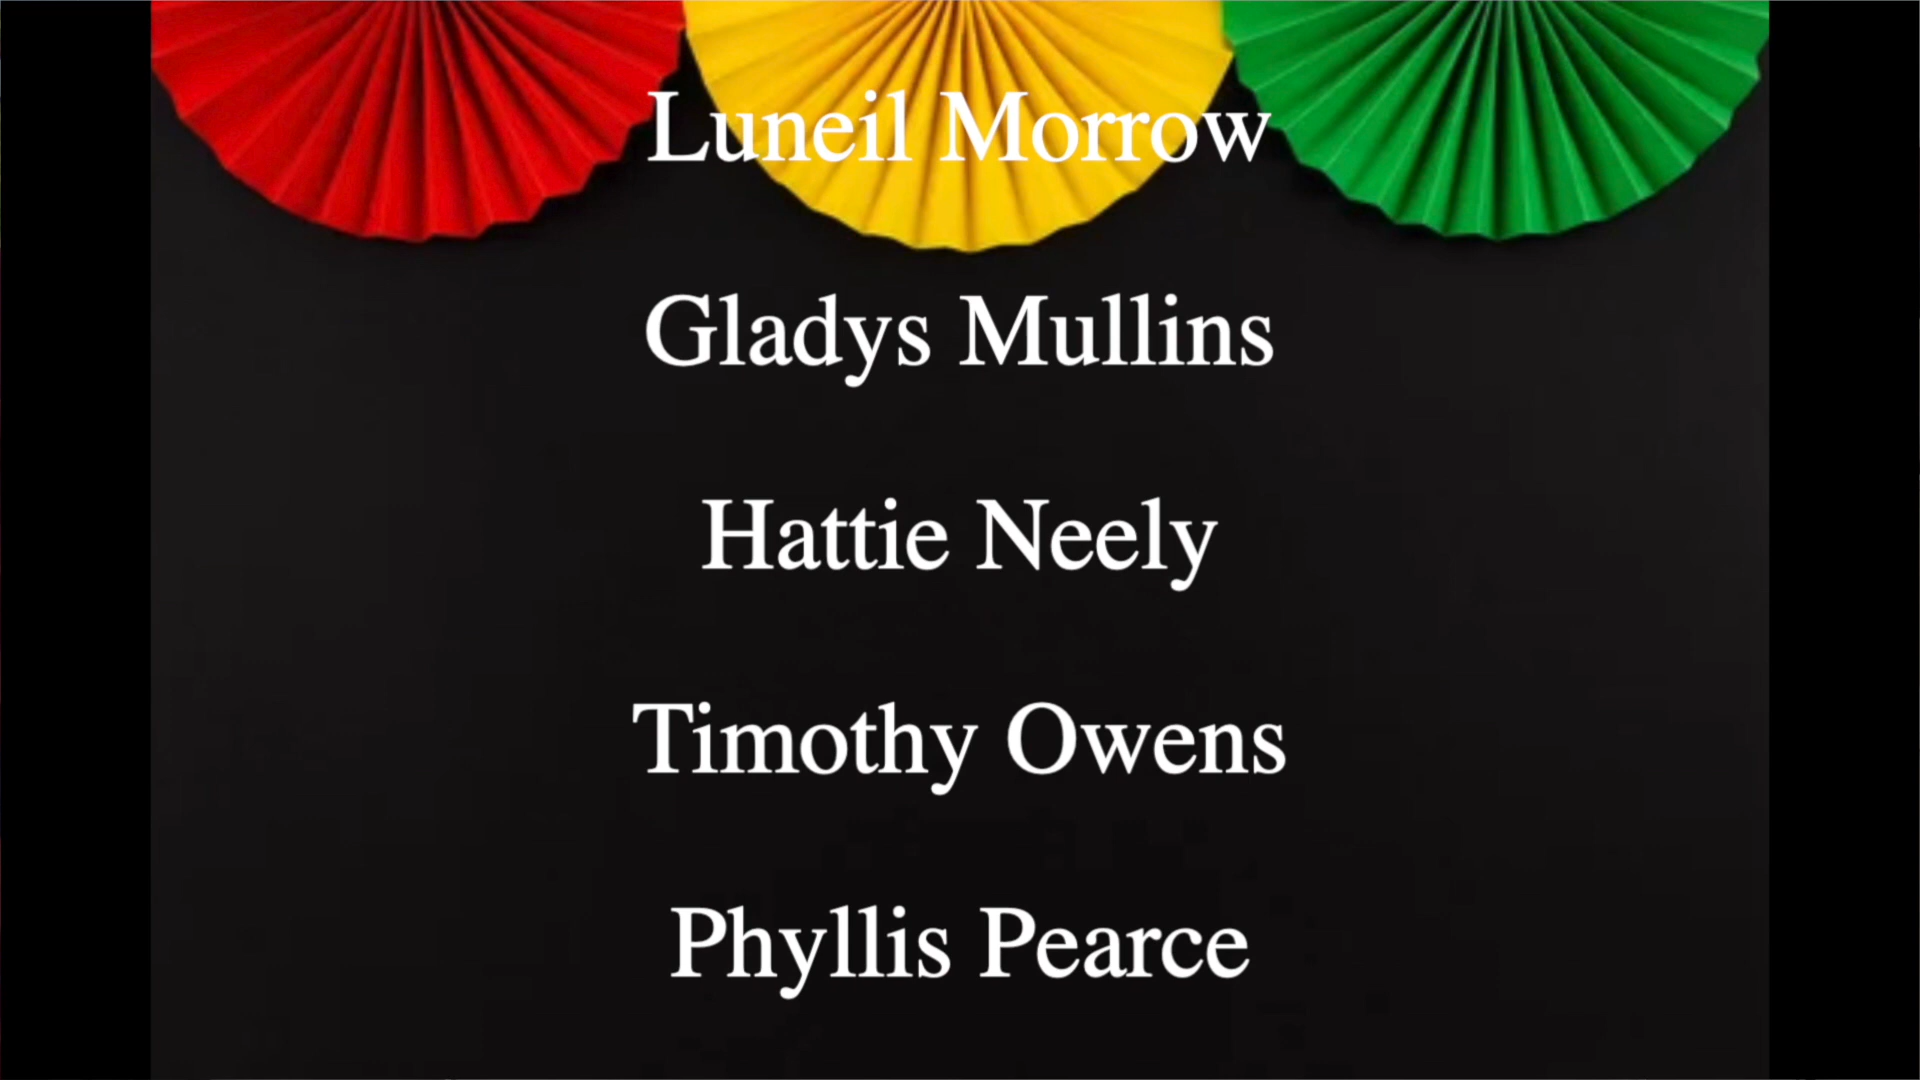 Luneil Morrow
Gladys Mullins
Hattie Neely
Timothy Owens
Phyllis Pearce